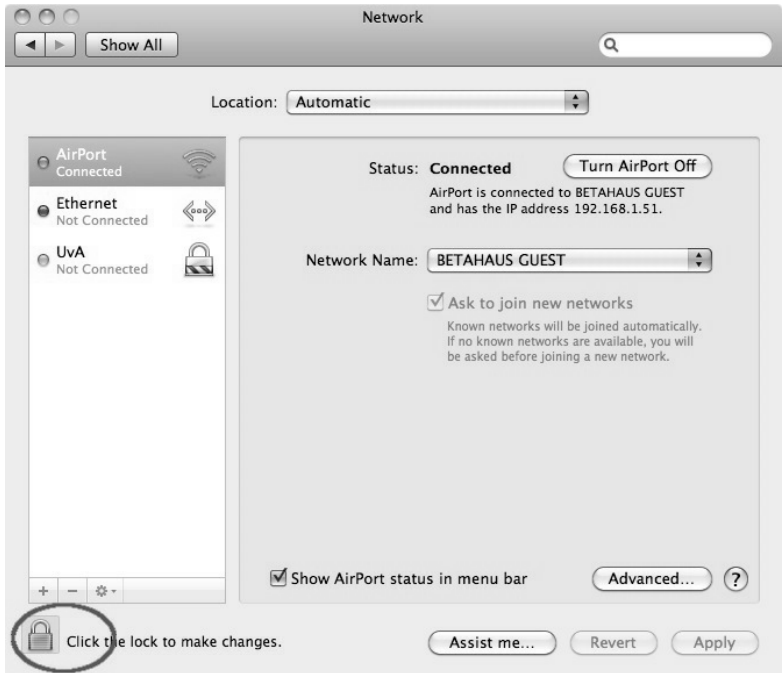 Network
Show All
Location: Automatic
AirPort
Connected
Ethernet
Not Connected
UvA
Not Connected
Status: Connected
Turn AirPort Off
AirPort is connected to BETAHAUS GUEST
and has the IP address 192.168.1.51.
Network Name: BETAHAUS GUEST
Ask to join new networks
Known networks will be joined automatically.
If no known networks are available, you will
be asked before joining a new network.
Show AirPort status in menu bar
Advanced... ?
Click the lock to make changes.
Assist me... Revert Apply